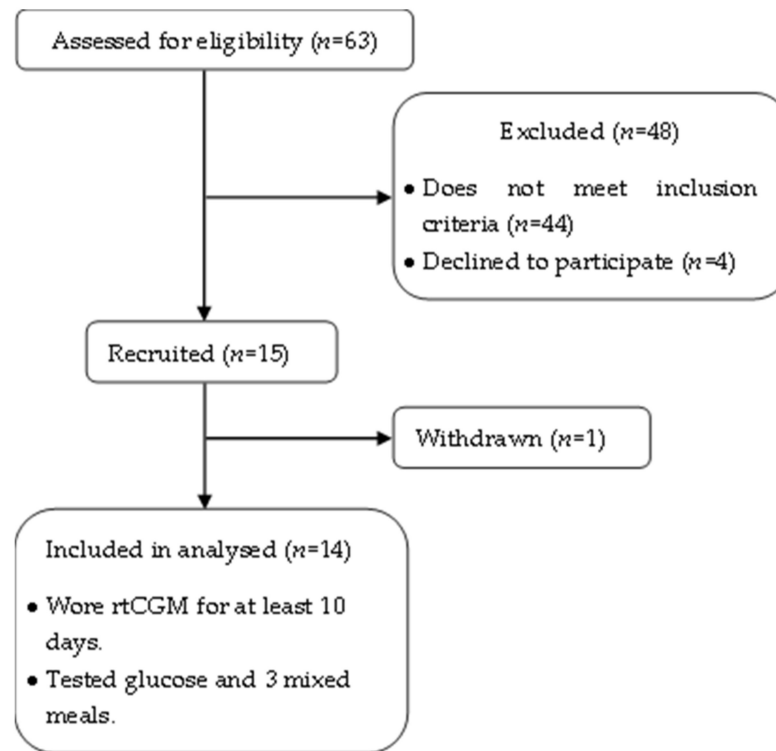 Assessed for eligibility (n=63)
Excluded (n=48)
• Does not meet inclusion
criteria (n=44)
• Declined to participate (n=4)
Recruited (n=15)
Withdrawn (n=1)
Included in analysed (n=14)
• Wore rtCGM for at least 10
days.
• Tested glucose and 3 mixed
meals.